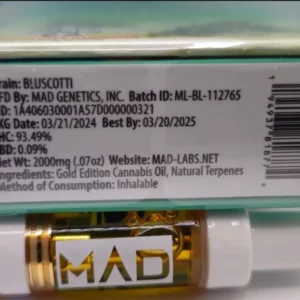 rain: BLUSCOTTI
FD By: MAD GENETICS, INC. Batch ID: ML-BL-112765
ID: 1A406030001A57D000000321
KG Date: 03/21/2024 Best By: 03/20/2025
HC: 93.49%
BD: 0.09%
et Wt: 2000mg (.07oz) Website: MAD-LABS.NET
ngredients: Gold Edition Cannabis Oil, Natural Terpenes
Method of Consumption: Inhalable
MAD